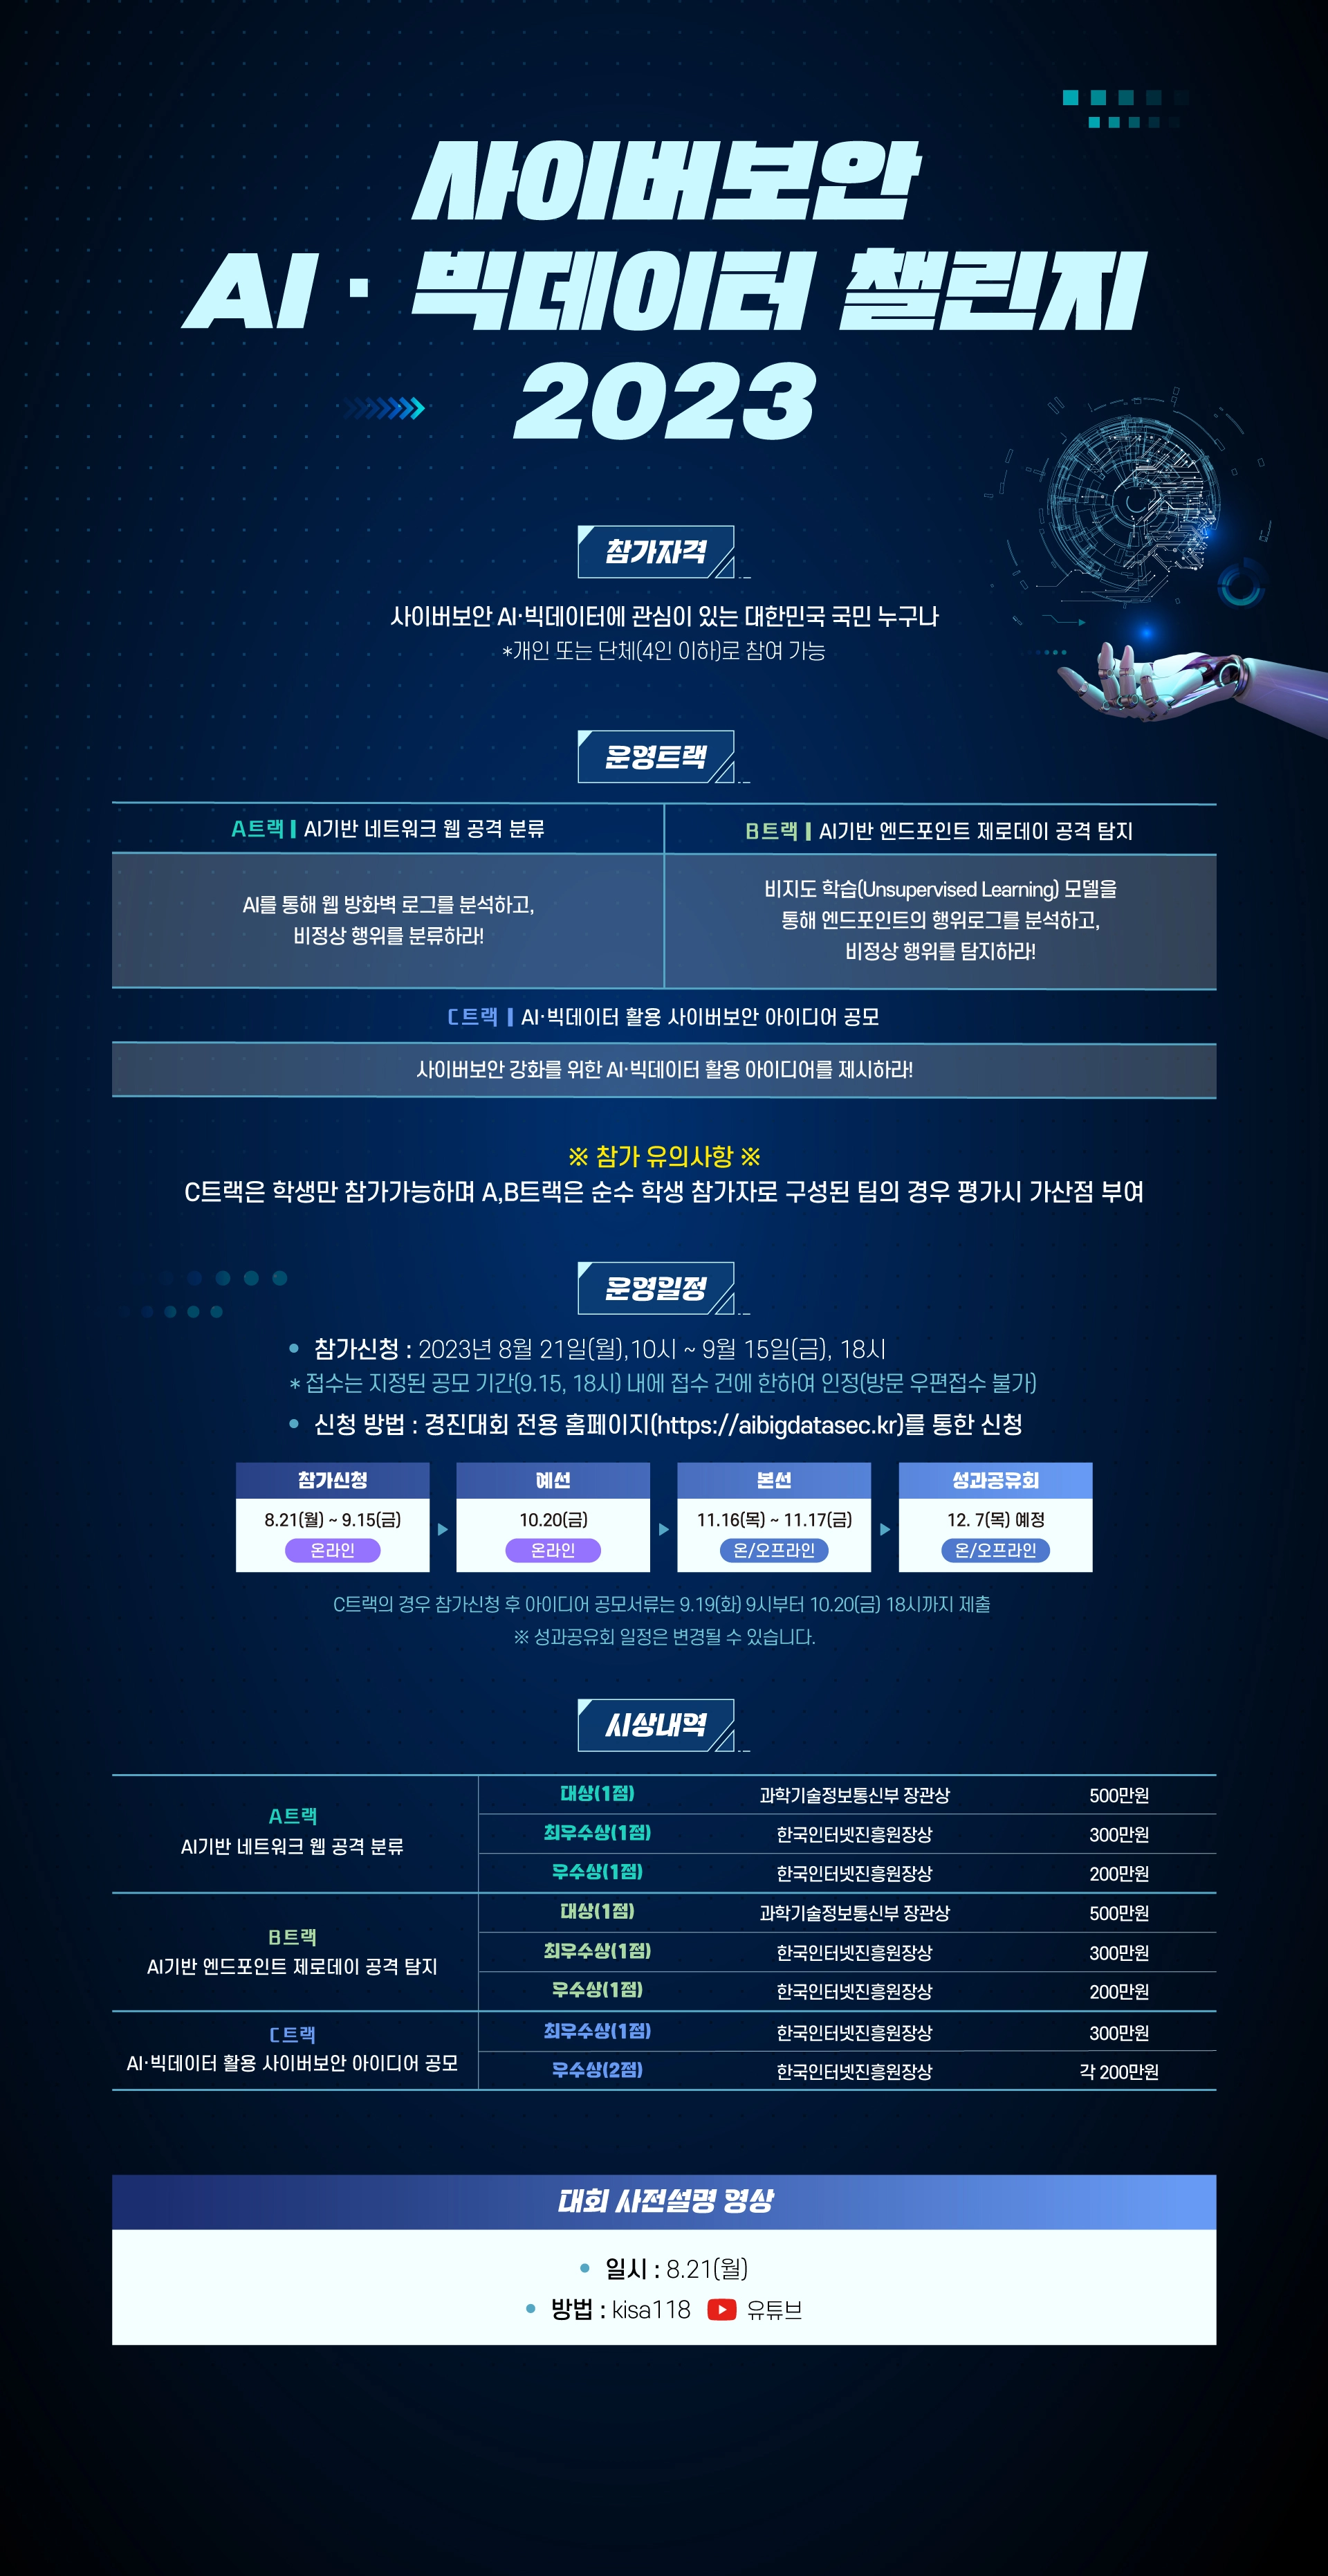 사이버보안
AI · 빅데이터 챌린지
2023
참가자격
사이버보안 AI·빅데이터에 관심이 있는 대한민국 국민 누구나
*개인 또는 단체(4인 이하)로 참여 가능
운영트랙
A트랙 | AI기반 네트워크 웹 공격 분류
B트랙 | AI기반 엔드포인트 제로데이 공격 탐지
AI를 통해 웹 방화벽 로그를 분석하고,
비정상 행위를 분류하라!
비지도 학습(Unsupervised Learning) 모델을
통해 엔드포인트의 행위로그를 분석하고,
비정상 행위를 탐지하라!
C트랙 | AI·빅데이터 활용 사이버보안 아이디어 공모
사이버보안 강화를 위한 AI·빅데이터 활용 아이디어를 제시하라!
※ 참가 유의사항 ※
C트랙은 학생만 참가가능하며 A,B트랙은 순수 학생 참가자로 구성된 팀의 경우 평가시 가산점 부여
운영일정
• 참가신청 : 2023년 8월 21일(월),10시 ~ 9월 15일(금), 18시
* 접수는 지정된 공모 기간(9.15, 18시) 내에 접수 건에 한하여 인정(방문 우편접수 불가)
• 신청 방법 : 경진대회 전용 홈페이지(https://aibigdatasec.kr)를 통한 신청
참가신청
8.21(월) ~ 9.15(금)
온라인
예선
10.20(금)
온라인
본선
11.16(목) ~ 11.17(금)
온/오프라인
성과공유회
12. 7(목) 예정
온/오프라인
C트랙의 경우 참가신청 후 아이디어 공모서류는 9.19(화) 9시부터 10.20(금) 18시까지 제출
※ 성과공유회 일정은 변경될 수 있습니다.
시상내역
A트랙
AI기반 네트워크 웹 공격 분류
대상(1점) 과학기술정보통신부 장관상 500만원
최우수상(1점) 한국인터넷진흥원장상 300만원
우수상(1점) 한국인터넷진흥원장상 200만원
B트랙
AI기반 엔드포인트 제로데이 공격 탐지
대상(1점) 과학기술정보통신부 장관상 500만원
최우수상(1점) 한국인터넷진흥원장상 300만원
우수상(1점) 한국인터넷진흥원장상 200만원
C트랙
AI·빅데이터 활용 사이버보안 아이디어 공모
최우수상(1점) 한국인터넷진흥원장상 300만원
우수상(2점) 한국인터넷진흥원장상 각 200만원
대회 사전설명 영상
• 일시 : 8.21(월)
• 방법 : kisa118 유튜브